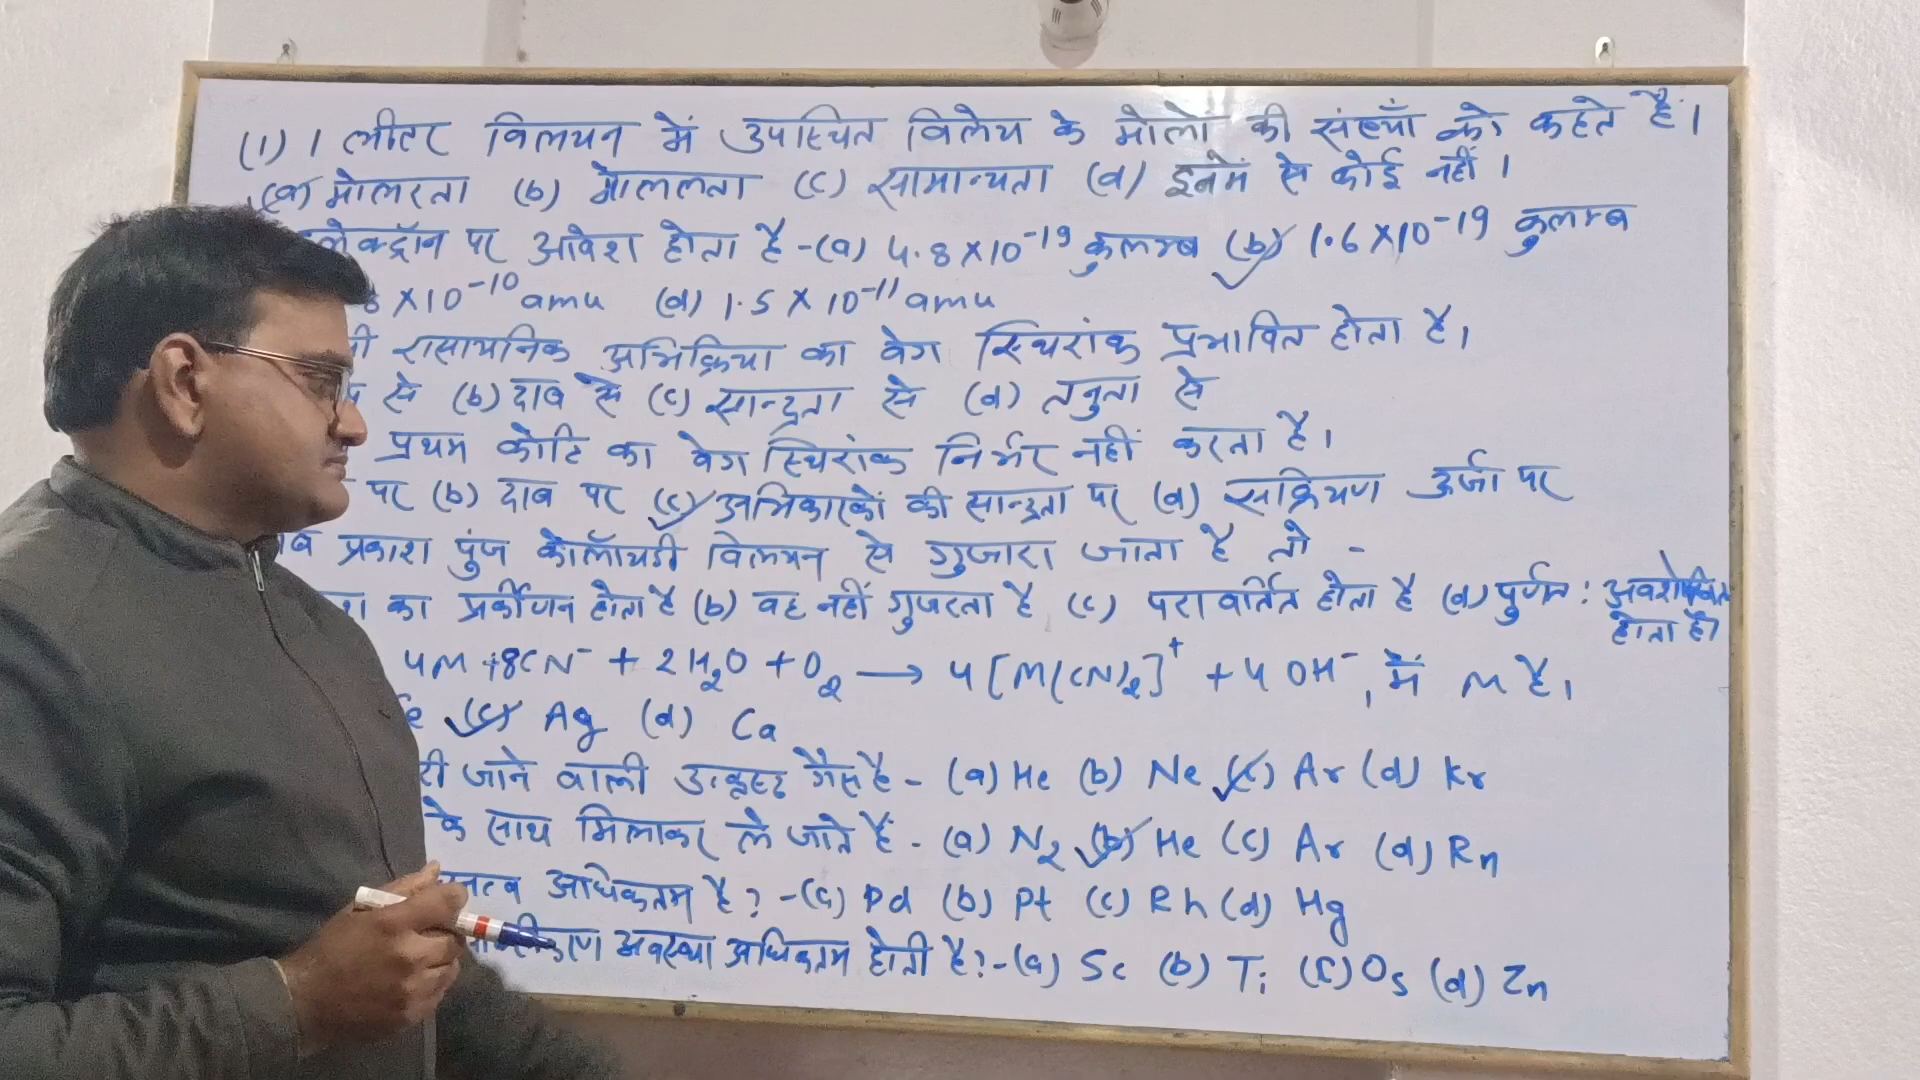 (1) 1 लीटर विलयन में उपस्थित विलेय के मोलों की संख्याँ को कहते हैं।
(a) मोलरता (b) मोललता (c) सामान्यता (d) इनमें से कोई नहीं।
पर आवेश होता है -(a) 4.8×10⁻¹⁹ कुलम्ब (b) 1.6×10⁻¹⁹ कुलम्ब
×10⁻¹⁰ amu (d) 1.5×10⁻¹¹ amu
रासायनिक अभिक्रिया का वेग स्थिरांक प्रभावित होता है।
से (b) दाब से (c) सान्द्रता से (d) तनुता से
प्रथम कोटि का वेग स्थिरांक निर्भर नहीं करता है।
पर (b) दाब पर (c) अभिकारकों की सान्द्रता पर (d) सक्रियण ऊर्जा पर
प्रकाश पुंज कोलॉयडी विलयन से गुजारा जाता है तो -
का प्रर्कीणन होता है (b) वह नहीं गुजरता है (c) परावर्तित होता है (d) पुर्णत: अवशोषित
होता है।
4M + 8CN⁻ + 2H₂O + O₂ → 4[M(CN)₂]⁺ + 4OH⁻, में M है।
(c) Ag (d) Ca
जाने वाली उत्कृष्ट गैस है - (a) He (b) Ne (c) Ar (d) Kr
के साथ मिलाकर ले जाते हैं - (a) N₂ (b) He (c) Ar (d) Rn
अधिकतम है? -(a) Pd (b) Pt (c) Rh (d) Hg
अवस्था अधिकतम होती है? -(a) Sc (b) Ti (c) Os (d) Zn